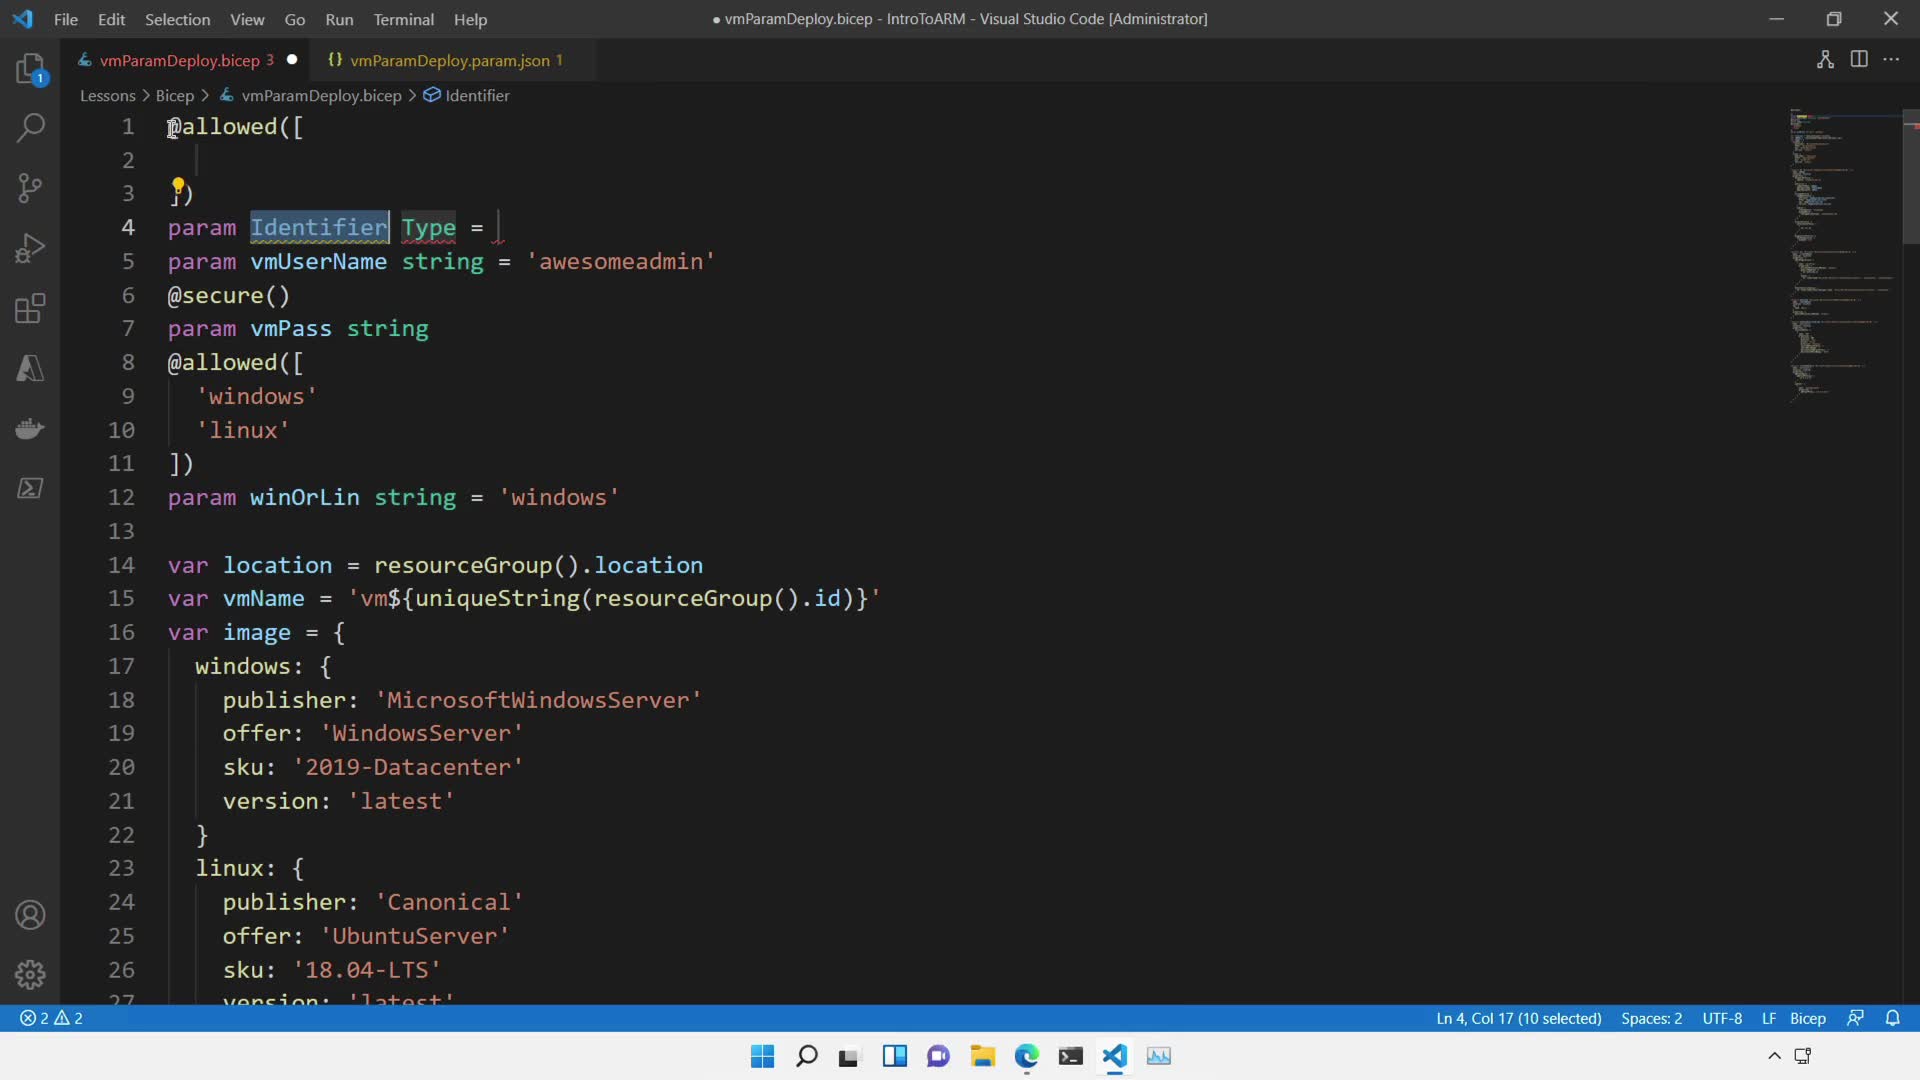 File Edit Selection View Go Run Terminal Help
● vmParamDeploy.bicep - IntroToARM - Visual Studio Code [Administrator]
vmParamDeploy.bicep 3 ●
{} vmParamDeploy.param.json 1
1
Lessons > Bicep > vmParamDeploy.bicep > Identifier
1 @allowed([
2
3 ])
4 param Identifier Type =
5 param vmUserName string = 'awesomeadmin'
6 @secure()
7 param vmPass string
8 @allowed([
9 'windows'
10 'linux'
11 ])
12 param winOrLin string = 'windows'
13
14 var location = resourceGroup().location
15 var vmName = 'vm${uniqueString(resourceGroup().id)}'
16 var image = {
17 windows: {
18 publisher: 'MicrosoftWindowsServer'
19 offer: 'WindowsServer'
20 sku: '2019-Datacenter'
21 version: 'latest'
22 }
23 linux: {
24 publisher: 'Canonical'
25 offer: 'UbuntuServer'
26 sku: '18.04-LTS'
27 version: 'latest'
2 2
Ln 4, Col 17 (10 selected) Spaces: 2 UTF-8 LF Bicep